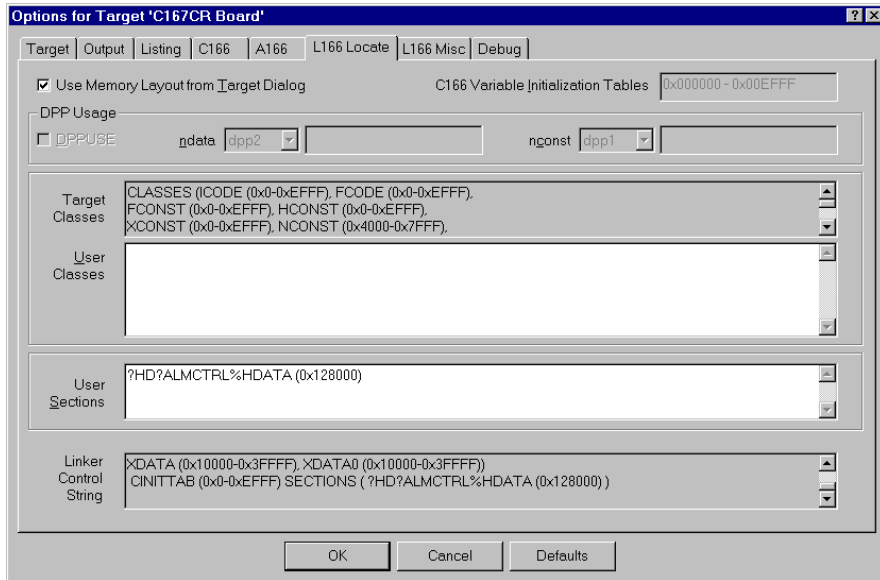 Options for Target 'C167CR Board'
Target Output Listing C166 A166 L166 Locate L166 Misc Debug
Use Memory Layout from Target Dialog C166 Variable Initialization Tables 0x000000 - 0x00EFFF
DPP Usage
DPPUSE ndata dpp2 nconst dpp1
Target Classes
CLASSES (ICODE (0x0-0xEFFF), FCODE (0x0-0xEFFF),
FCONST (0x0-0xEFFF), HCONST (0x0-0xEFFF),
XCONST (0x0-0xEFFF), NCONST (0x4000-0x7FFF),
User
Classes
User Sections
?HD?ALMCTRL%HDATA (0x128000)
Linker
Control
String
XDATA (0x10000-0x3FFFF), XDATA0 (0x10000-0x3FFFF))
CINITTAB (0x0-0xEFFF) SECTIONS ( ?HD?ALMCTRL%HDATA (0x128000) )
OK Cancel Defaults